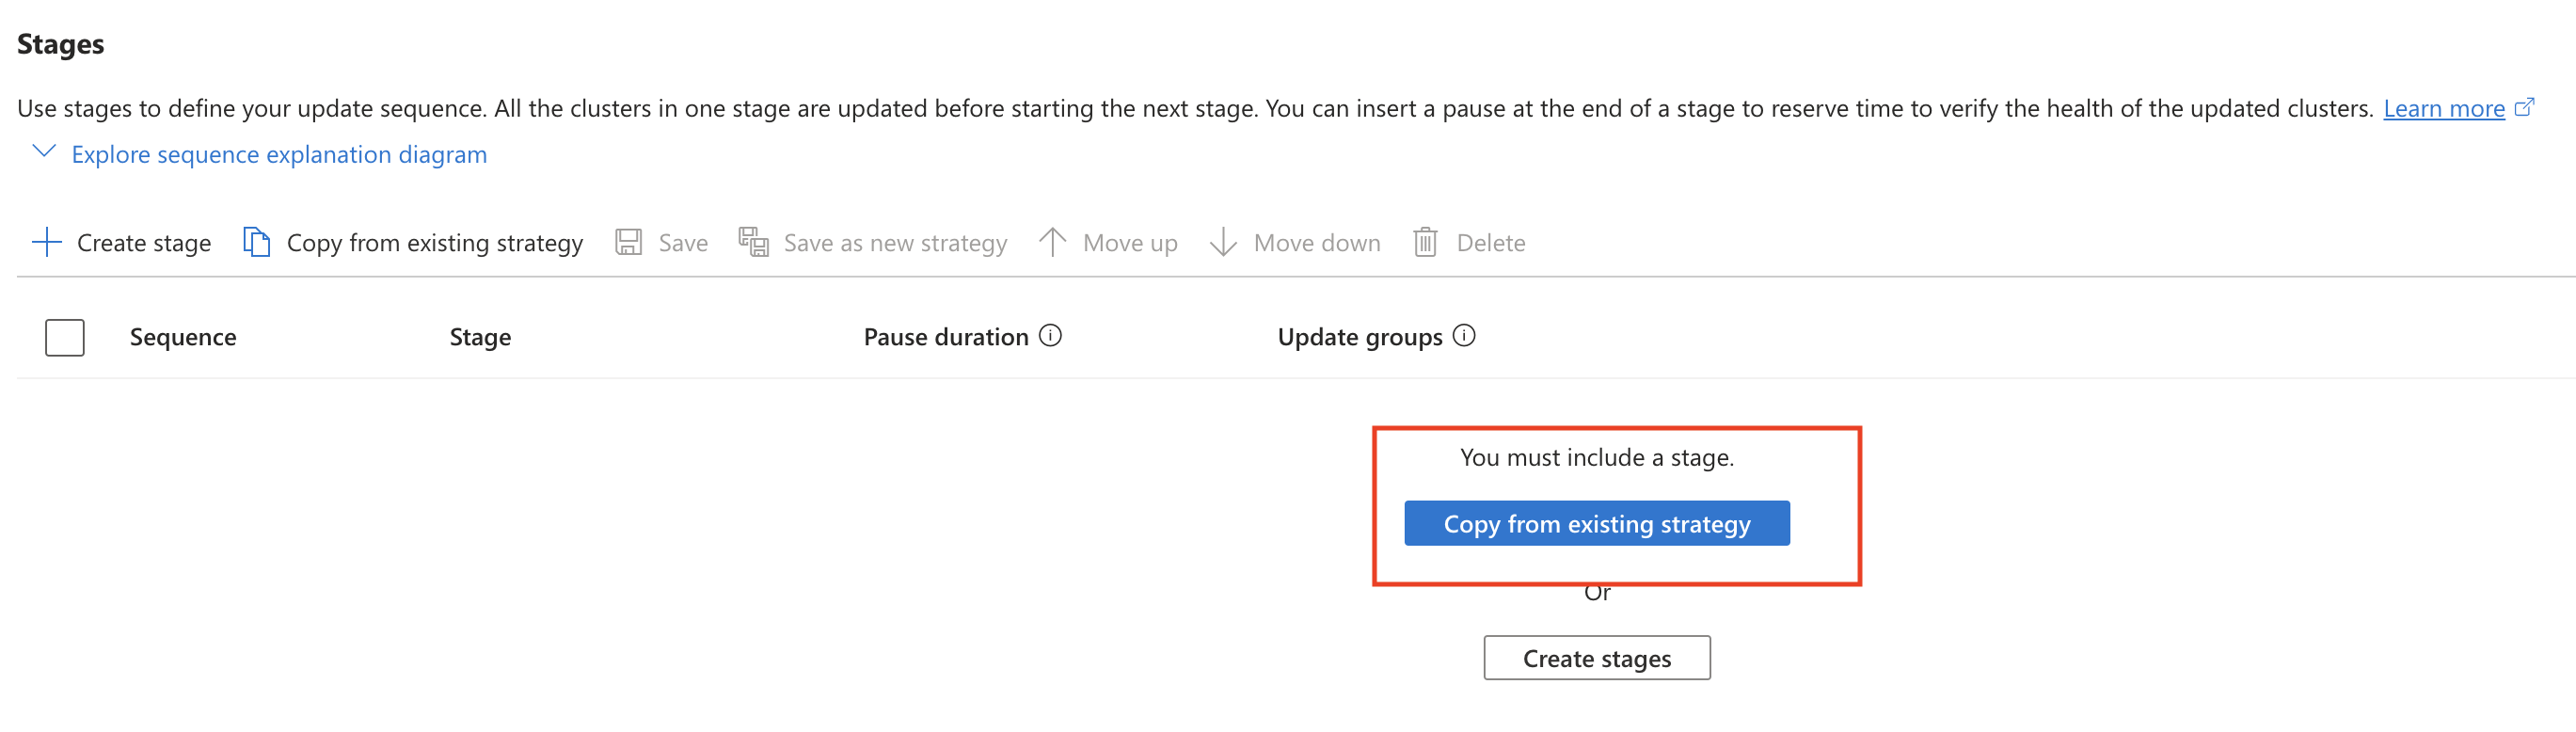 Stages
Use stages to define your update sequence. All the clusters in one stage are updated before starting the next stage. You can insert a pause at the end of a stage to reserve time to verify the health of the updated clusters. Learn more
Explore sequence explanation diagram
Create stage Copy from existing strategy Save Save as new strategy Move up Move down Delete
Sequence Stage Pause duration Update groups
You must include a stage.
Copy from existing strategy
Or
Create stages